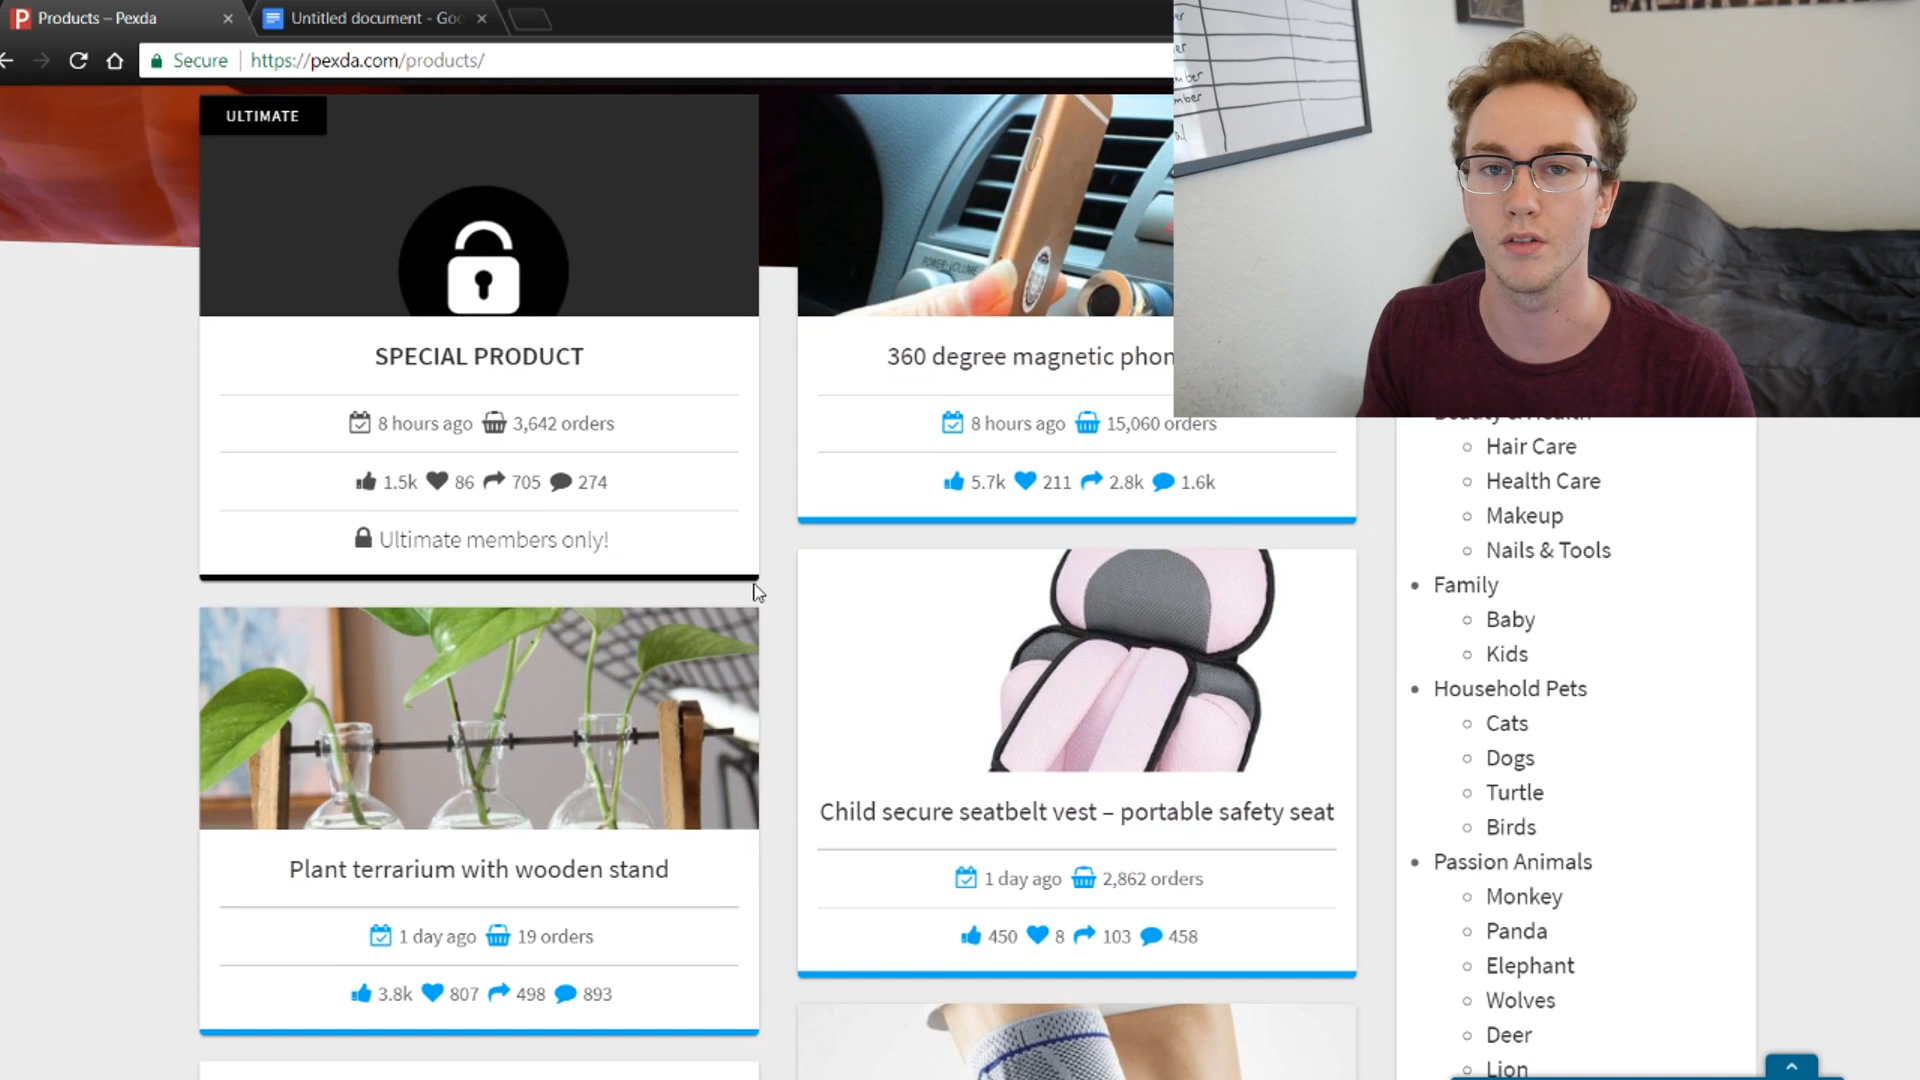 Products – Pexda
Untitled document - Goo
Secure
https://pexda.com/products/
ULTIMATE
SPECIAL PRODUCT
8 hours ago 3,642 orders
1.5k 86 705 274
Ultimate members only!
POWER-VOLUME
360 degree magnetic phon
8 hours ago 15,060 orders
5.7k 211 2.8k 1.6k
Plant terrarium with wooden stand
1 day ago 19 orders
3.8k 807 498 893
Child secure seatbelt vest – portable safety seat
1 day ago 2,862 orders
450 8 103 458
Beauty & Health
Hair Care
Health Care
Makeup
Nails & Tools
Family
Baby
Kids
Household Pets
Cats
Dogs
Turtle
Birds
Passion Animals
Monkey
Panda
Elephant
Wolves
Deer
Lion